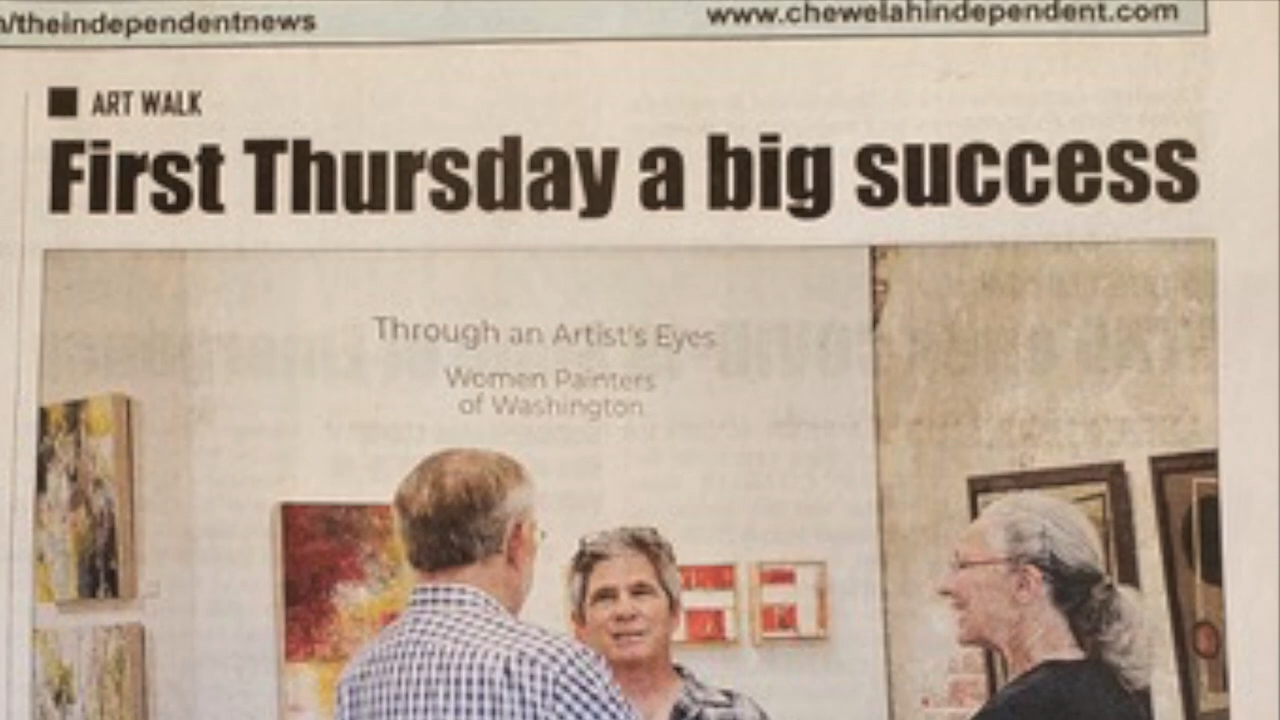 n/theindependentnews
www.chewelahindependent.com
ART WALK
First Thursday a big success
Through an Artist's Eyes
Women Painters
of Washington